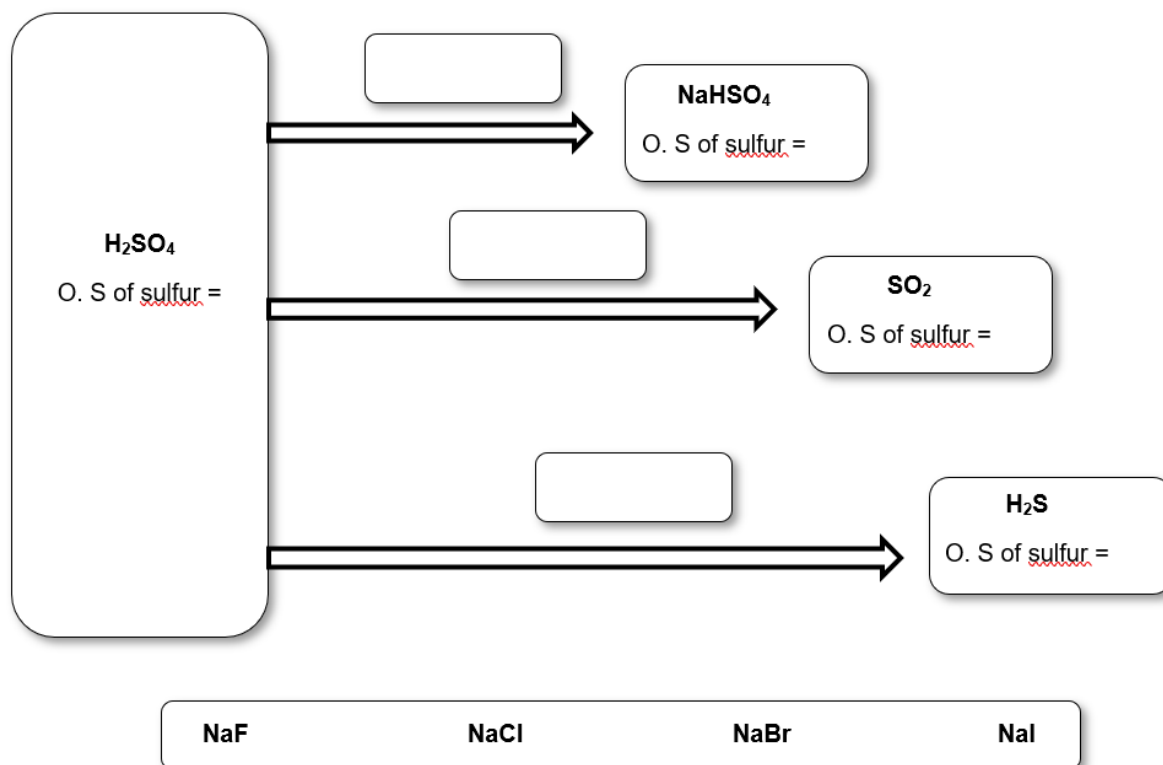 NaHSO₄
O. S of sulfur =
H₂SO₄
O. S of sulfur =
SO₂
O. S of sulfur =
H₂S
O. S of sulfur =
NaF NaCl NaBr NaI